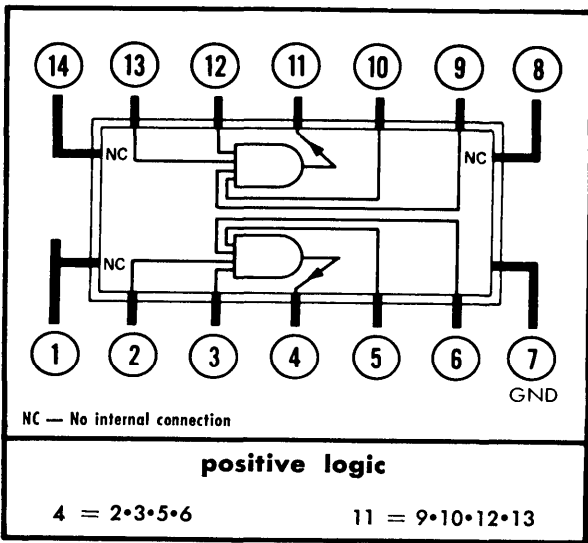 14 13 12 11 10 9 8
NC NC
NC
1 2 3 4 5 6 7
GND
NC — No internal connection
positive logic
4 = 2•3•5•6 11 = 9•10•12•13